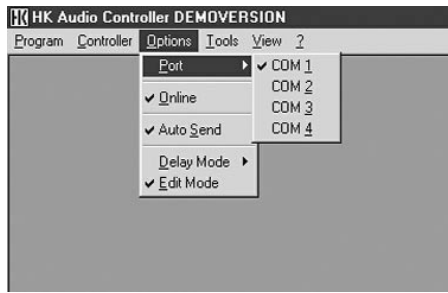 HK HK Audio Controller DEMOVERSION
Program Controller Options Tools View ?
Port
COM 1
COM 2
COM 3
COM 4
Online
Auto Send
Delay Mode
Edit Mode